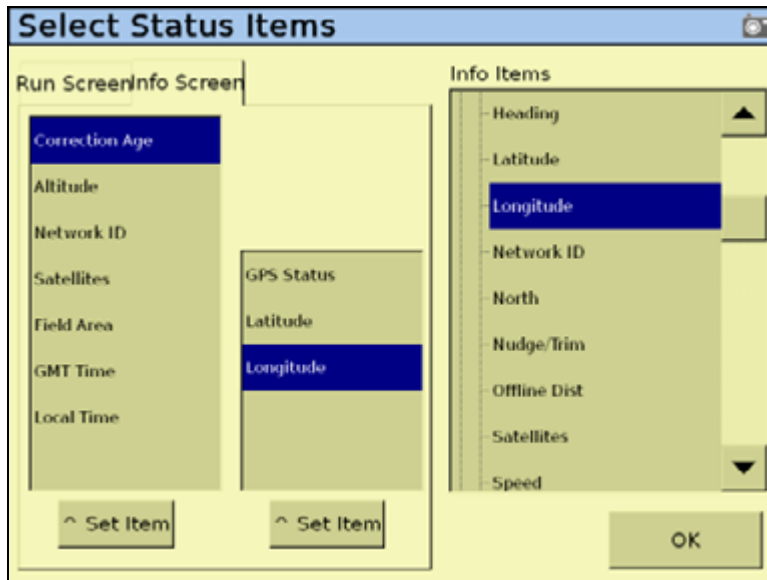 Select Status Items
Run Screen
Info Screen
Correction Age
Altitude
Network ID
Satellites
Field Area
GMT Time
Local Time
^ Set Item
GPS Status
Latitude
Longitude
^ Set Item
Info Items
Heading
Latitude
Longitude
Network ID
North
Nudge/Trim
Offline Dist
Satellites
Speed
OK